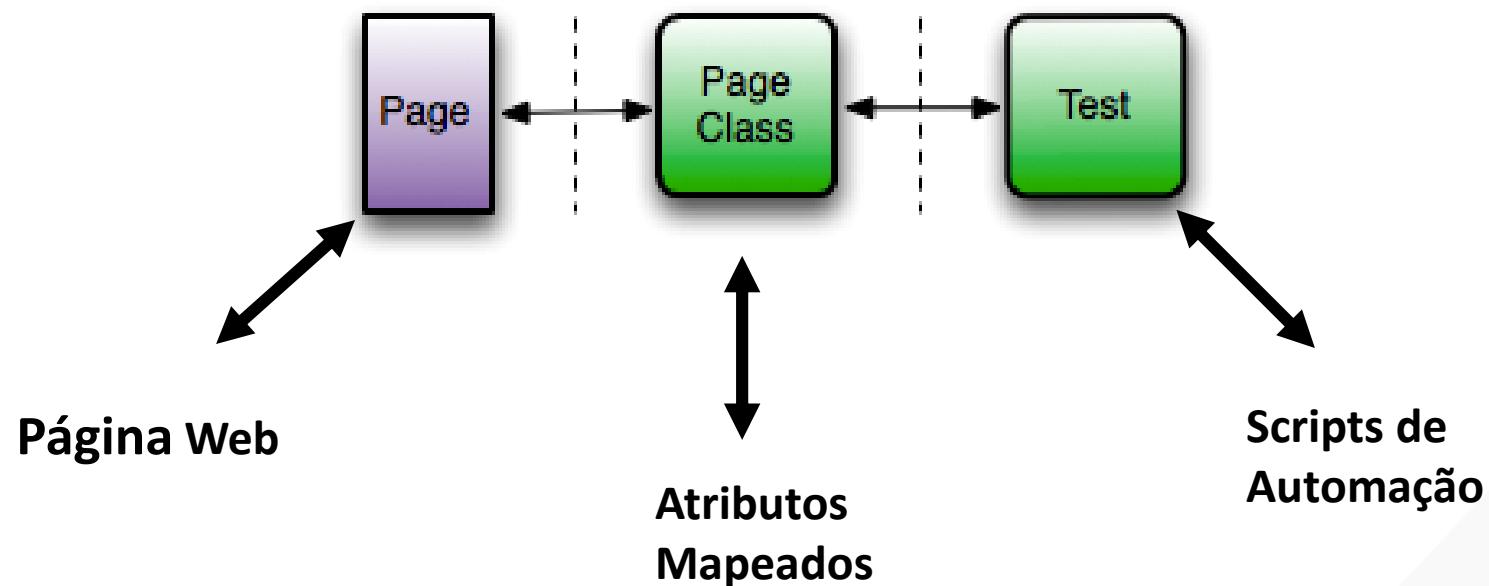 Page
Page
Class
Test
Página Web
Atributos
Mapeados
Scripts de
Automação